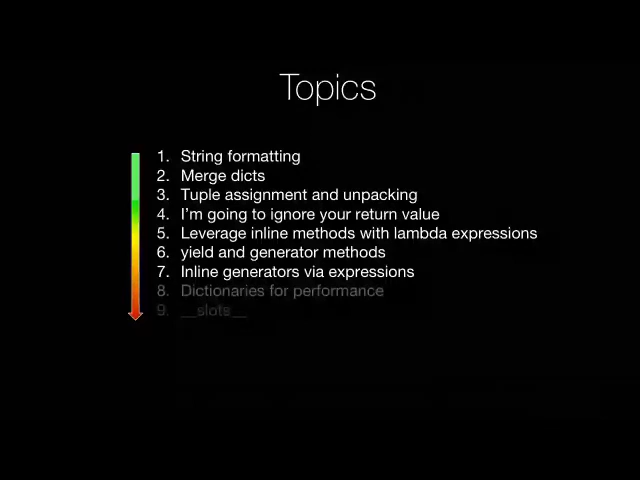 Topics
1. String formatting
2. Merge dicts
3. Tuple assignment and unpacking
4. I'm going to ignore your return value
5. Leverage inline methods with lambda expressions
6. yield and generator methods
7. Inline generators via expressions
8. Dictionaries for performance
9. __slots__